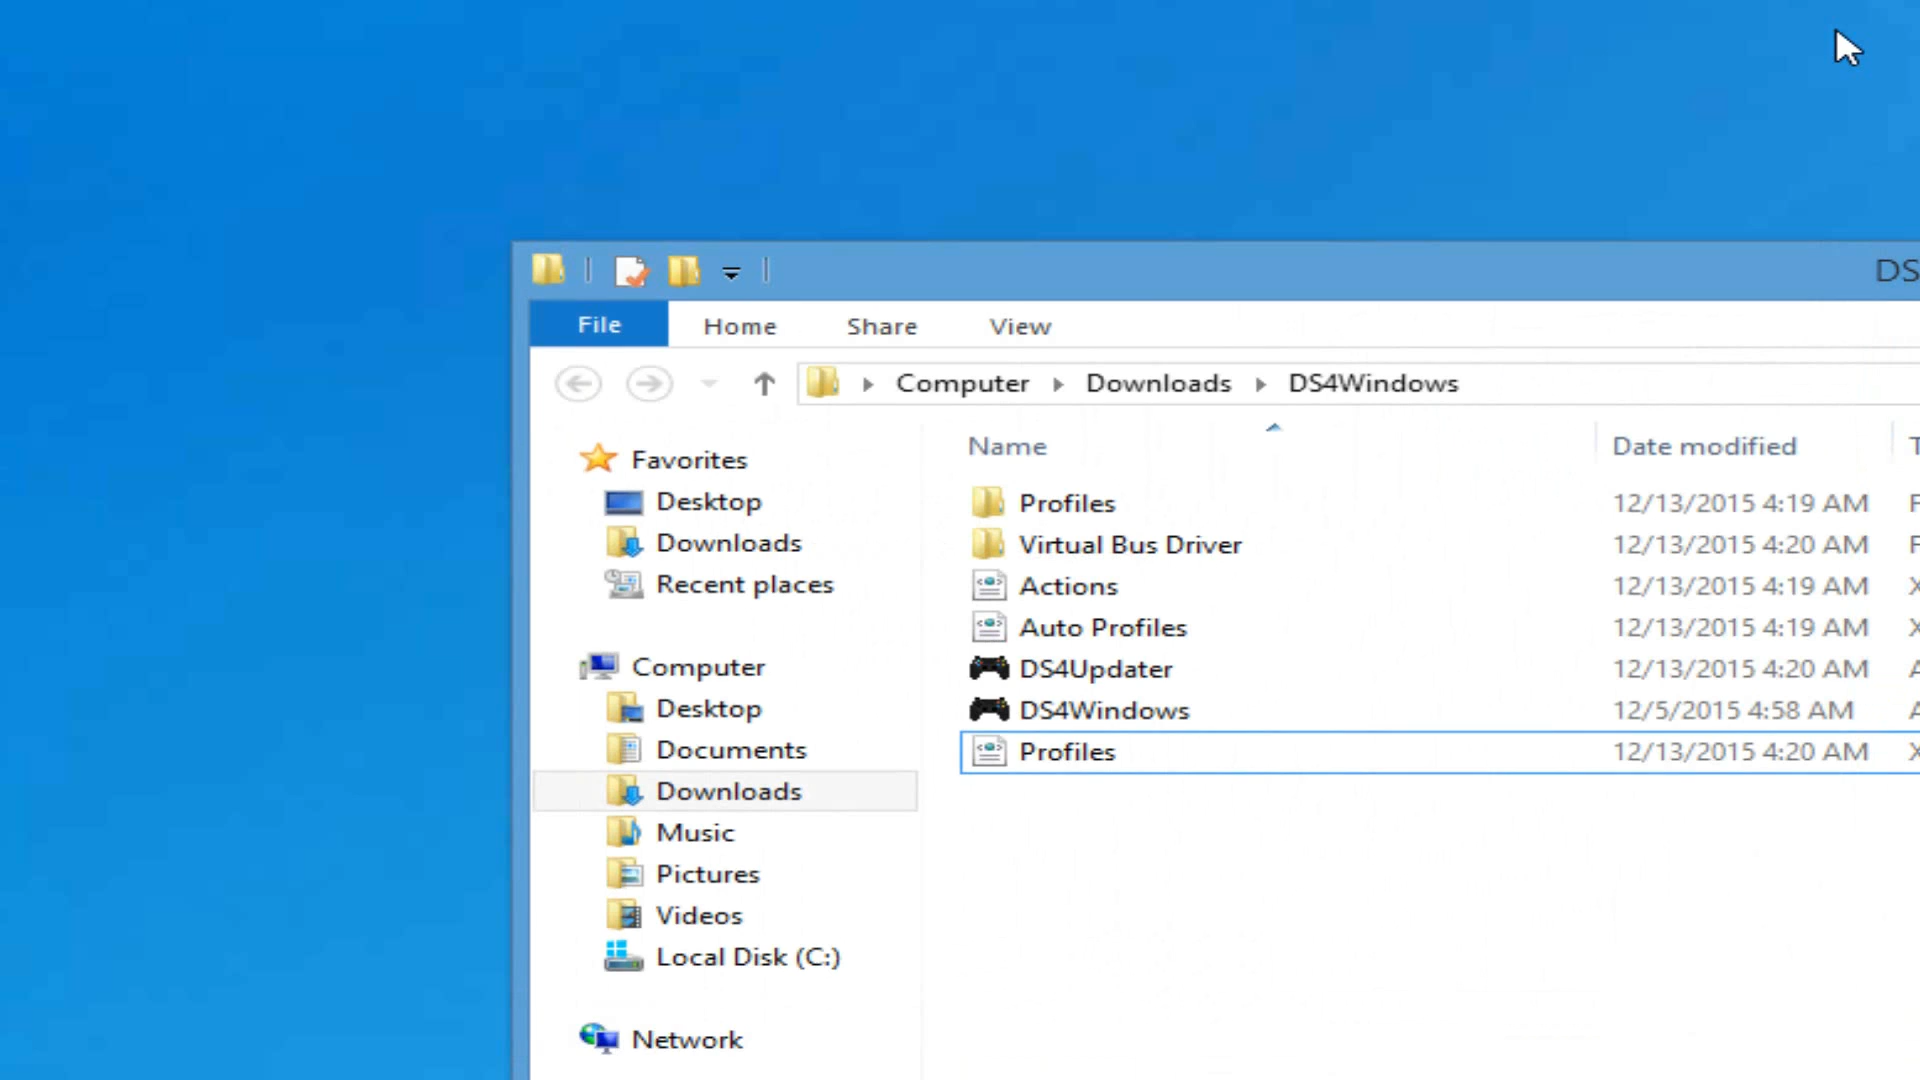 DS
File Home Share View
Computer Downloads DS4Windows
Name Date modified T
Favorites
Desktop
Downloads
Recent places
Computer
Desktop
Documents
Downloads
Music
Pictures
Videos
Local Disk (C:)
Network
Profiles 12/13/2015 4:19 AM F
Virtual Bus Driver 12/13/2015 4:20 AM F
Actions 12/13/2015 4:19 AM X
Auto Profiles 12/13/2015 4:19 AM X
DS4Updater 12/13/2015 4:20 AM A
DS4Windows 12/5/2015 4:58 AM A
Profiles 12/13/2015 4:20 AM X